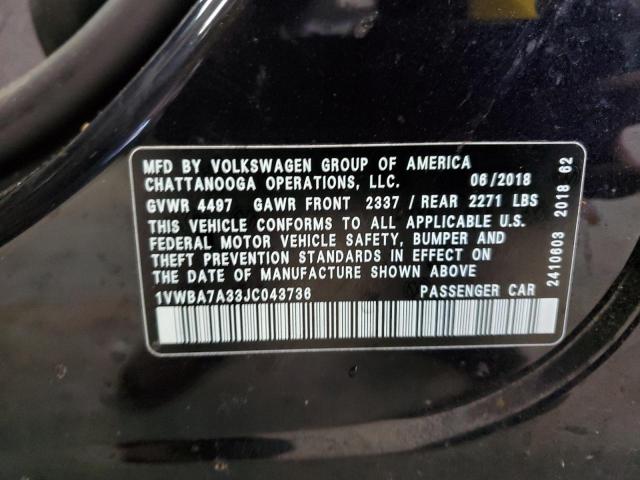 MFD BY VOLKSWAGEN GROUP OF AMERICA
CHATTANOOGA OPERATIONS, LLC. 06/2018
GVWR 4497 GAWR FRONT 2337 / REAR 2271 LBS
THIS VEHICLE CONFORMS TO ALL APPLICABLE U.S.
FEDERAL MOTOR VEHICLE SAFETY, BUMPER AND
THEFT PREVENTION STANDARDS IN EFFECT ON
THE DATE OF MANUFACTURE SHOWN ABOVE
1VWBA7A33JC043736 PASSENGER CAR
2410603 2018 62